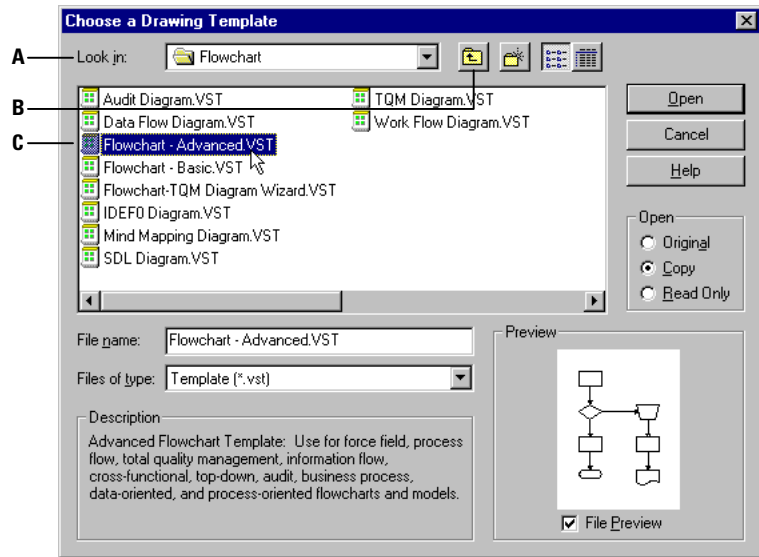 Choose a Drawing Template
A
Look in:
Flowchart
B
Audit Diagram.VST
TQM Diagram.VST
Data Flow Diagram.VST
Work Flow Diagram.VST
C
Flowchart - Advanced.VST
Flowchart - Basic.VST
Flowchart-TQM Diagram Wizard.VST
IDEF0 Diagram.VST
Mind Mapping Diagram.VST
SDL Diagram.VST
Open
Cancel
Help
Open
Original
Copy
Read Only
File name:
Flowchart - Advanced.VST
Files of type:
Template (*.vst)
Description
Advanced Flowchart Template: Use for force field, process
flow, total quality management, information flow,
cross-functional, top-down, audit, business process,
data-oriented, and process-oriented flowcharts and models.
Preview
File Preview